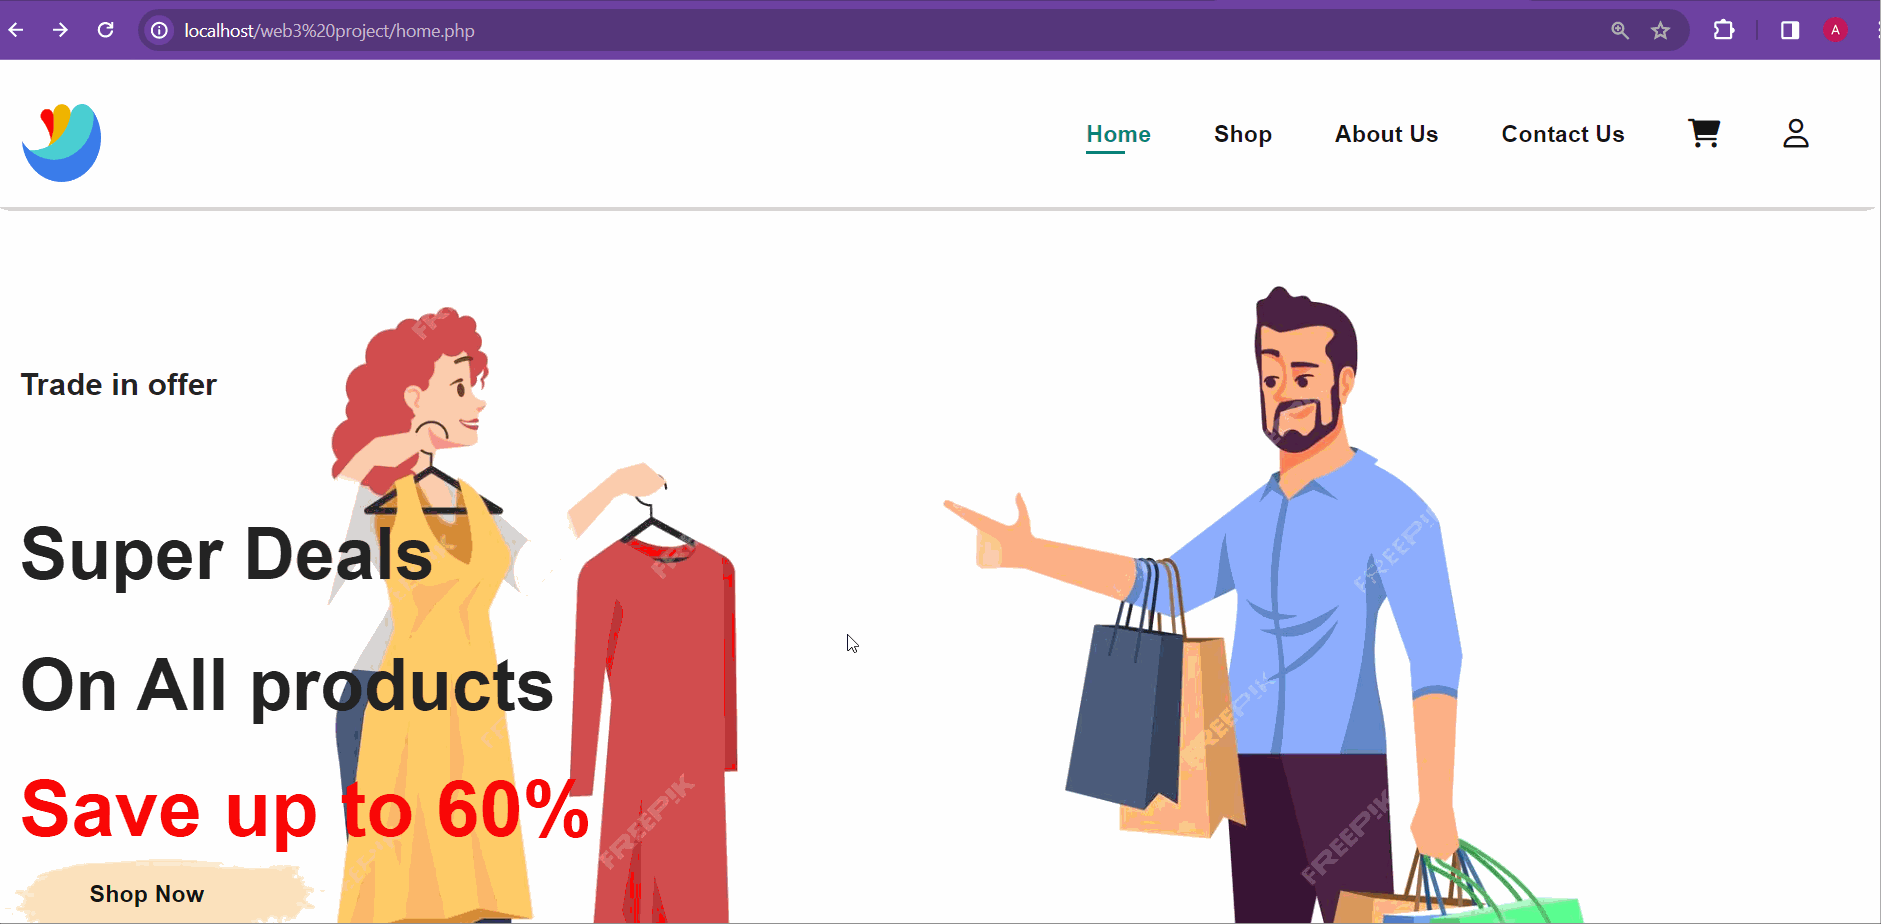 localhost/web3%20project/home.php
A
Home
Shop
About Us
Contact Us
Trade in offer
Super Deals
On All products
Save up to 60%
Shop Now
FREEPIK
FREEPIK
FREEPIK
FREEPIK
FREEPIK